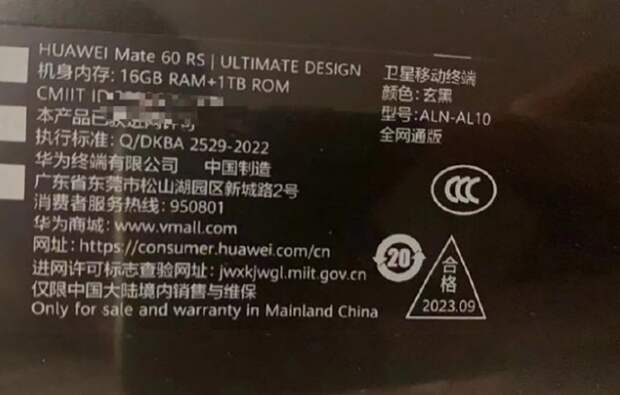 HUAWEI Mate 60 RS | ULTIMATE DESIGN
机身内存: 16GB RAM+1TB ROM
CMIIT ID
本产品已获进网许可
执行标准: Q/DKBA 2529-2022
华为终端有限公司 中国制造
广东省东莞市松山湖园区新城路2号
消费者服务热线: 950801
华为商城: www.vmall.com
网址: https://consumer.huawei.com/cn
进网许可标志查验网址: jwxkjwgl.miit.gov.cn
仅限中国大陆境内销售与维保
Only for sale and warranty in Mainland China
卫星移动终端
颜色: 玄黑
型号: ALN-AL10
全网通版
CCC
20
合格
2023.09